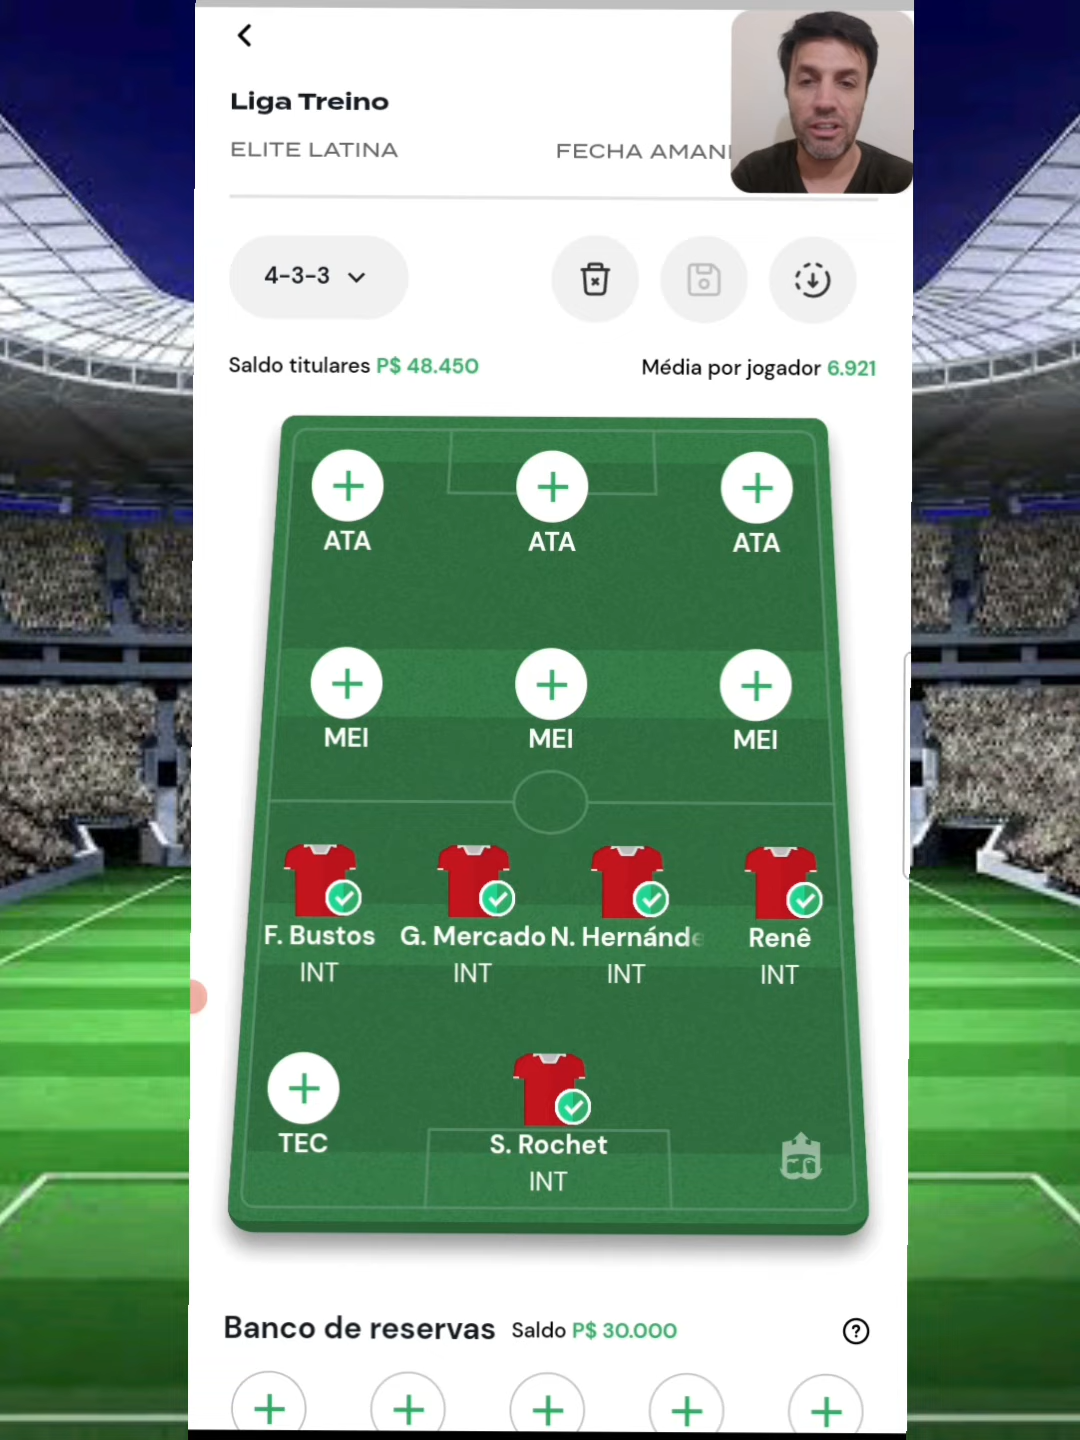 Liga Treino
ELITE LATINA
FECHA AMAN
4-3-3
Saldo titulares P$ 48.450
Média por jogador 6.921
ATA ATA ATA
MEI MEI MEI
F. Bustos G. Mercado N. Hernánde Renê
INT INT INT INT
TEC
S. Rochet
INT
Banco de reservas Saldo P$ 30.000
?